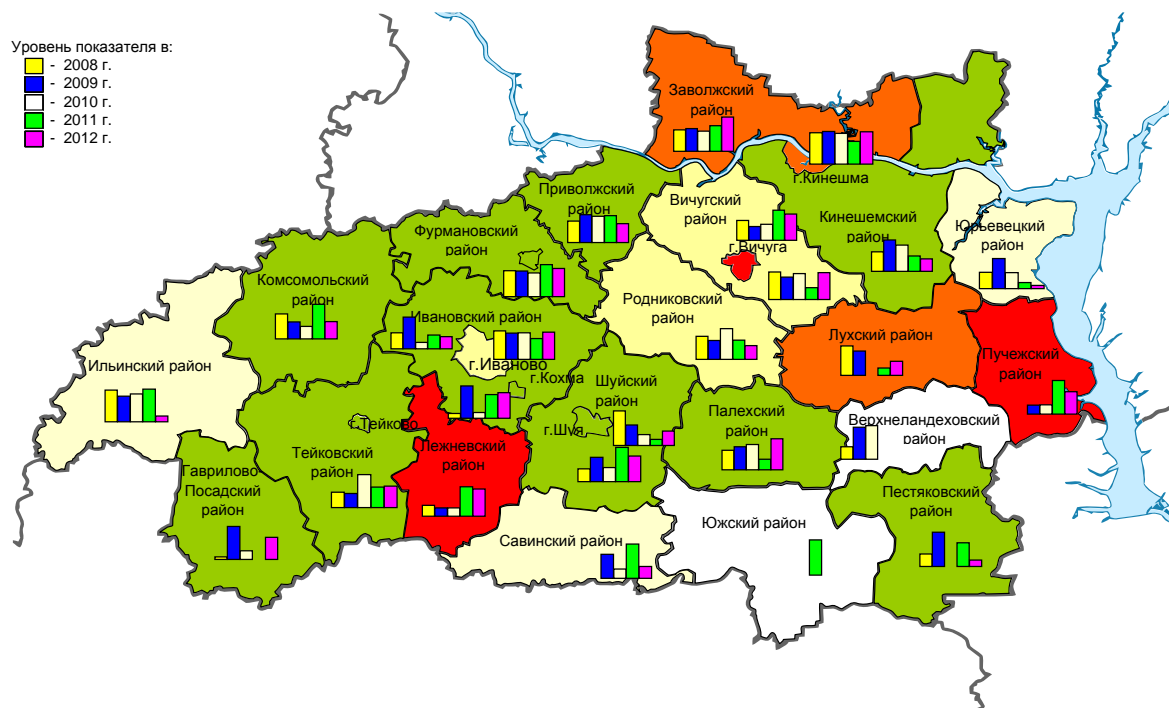 Уровень показателя в:
- 2008 г.
- 2009 г.
- 2010 г.
- 2011 г.
- 2012 г.
Заволжский
район
г.Кинешма
Приволжский
район
Вичугский
район
Кинешемский
район
Юрьевецкий
район
Фурмановский
район
г.Вичуга
Комсомольский
район
Родниковский
район
Ивановский район
Лухский район
Пучежский
район
Ильинский район
г.Иваново
г.Кохма
Шуйский
район
Палехский
район
Верхнеландеховский
район
г.Тейково
г.Шуя
Лежневский
район
Тейковский
район
Гаврилово-
Посадский
район
Пестяковский
район
Южский район
Савинский район